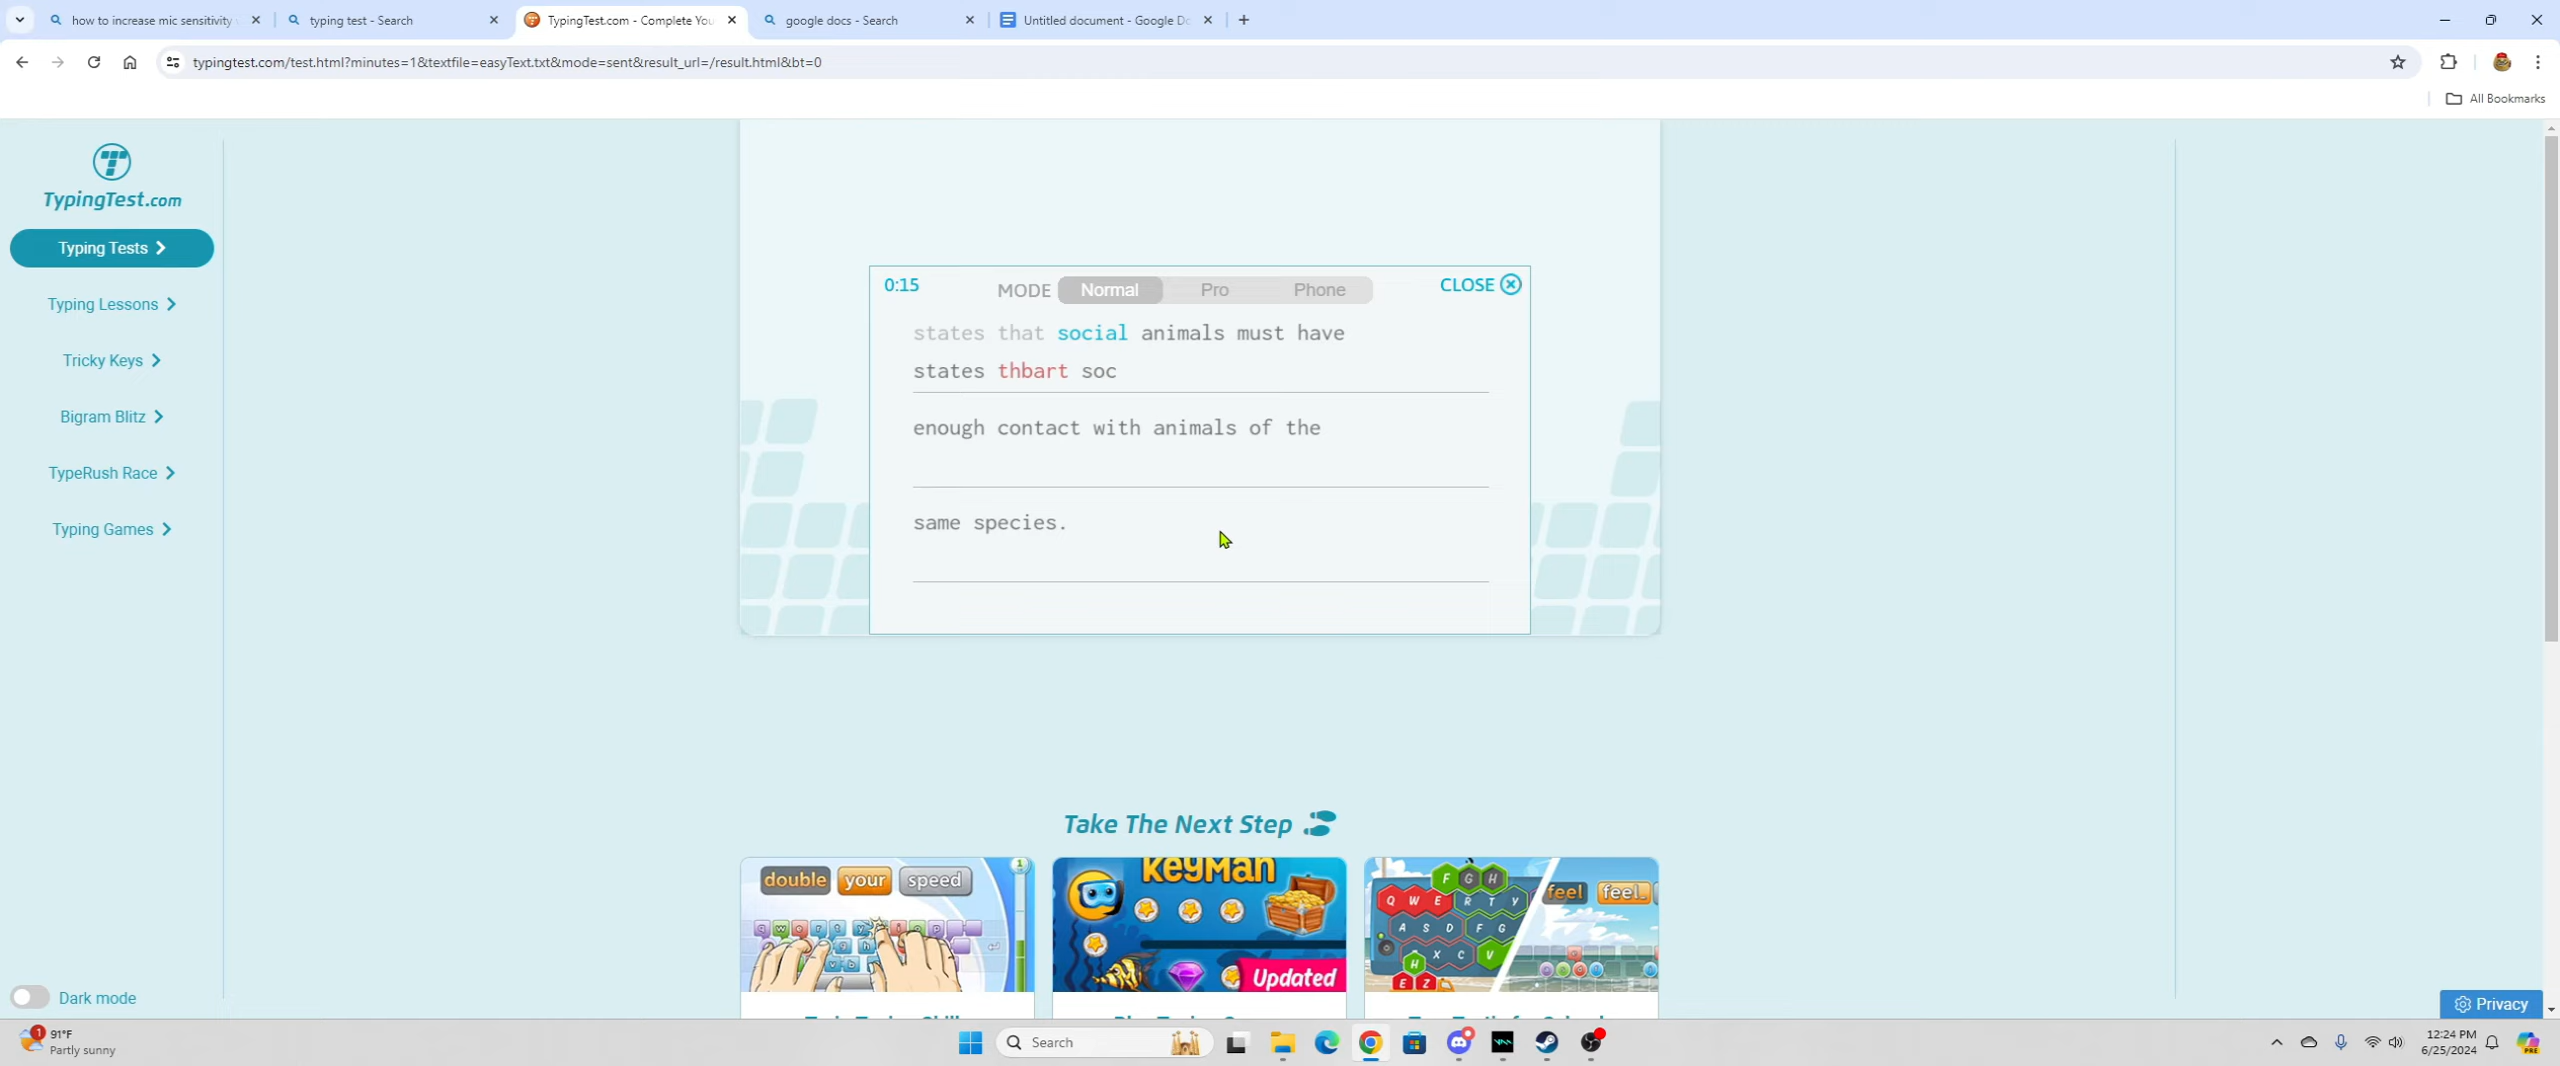 how to increase mic sensitivity
typing test - Search
TypingTest.com - Complete You
google docs - Search
Untitled document - Google Do
typingtest.com/test.html?minutes=1&textfile=easyText.txt&mode=sent&result_url=/result.html&bt=0
All Bookmarks
TypingTest.com
Typing Tests
Typing Lessons
Tricky Keys
Bigram Blitz
TypeRush Race
Typing Games
0:15
MODE Normal Pro Phone
CLOSE
states that social animals must have
states thbart soc
enough contact with animals of the
same species.
Take The Next Step
double your speed
KeyMan
Updated
F G H
feel feel
Q W E R T Y
A S D F G
H X C V
E Z
Dark mode
Privacy
91°F
Partly sunny
Search
12:24 PM
6/25/2024